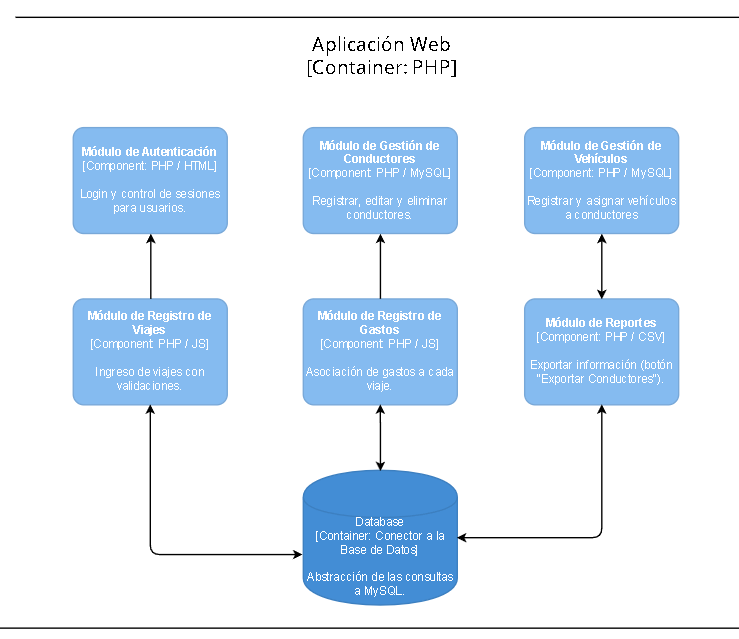 Aplicación Web
[Container: PHP]
Módulo de Autenticación
[Component: PHP / HTML]
Login y control de sesiones
para usuarios.
Módulo de Gestión de
Conductores
[Component: PHP / MySQL]
Registrar, editar y eliminar
conductores.
Módulo de Gestión de
Vehículos
[Component: PHP / MySQL]
Registrar y asignar vehículos
a conductores
Módulo de Registro de
Viajes
[Component: PHP / JS]
Ingreso de viajes con
validaciones.
Módulo de Registro de
Gastos
[Component: PHP / JS]
Asociación de gastos a cada
viaje.
Módulo de Reportes
[Component: PHP / CSV]
Exportar información (botón
"Exportar Conductores").
Database
[Container: Conector a la
Base de Datos]
Abstracción de las consultas
a MySQL.